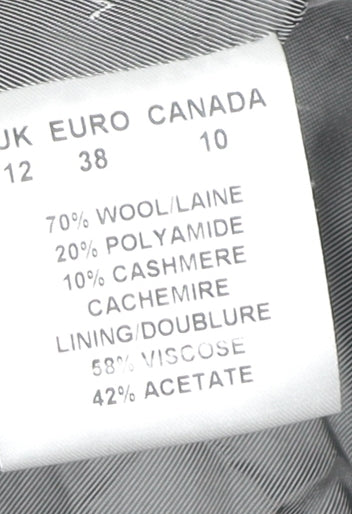 UK EURO CANADA
12 38 10
70% WOOL/LAINE
20% POLYAMIDE
10% CASHMERE
CACHEMIRE
LINING/DOUBLURE
58% VISCOSE
42% ACETATE